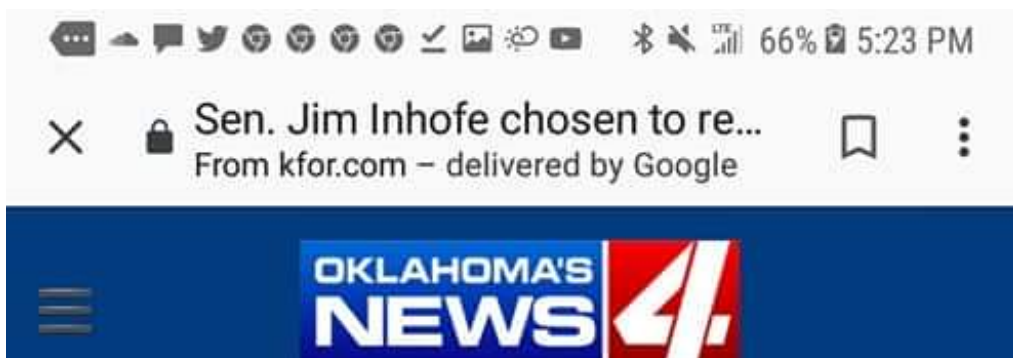 LTE 66% 5:23 PM
Sen. Jim Inhofe chosen to re...
From kfor.com – delivered by Google
OKLAHOMA'S
NEWS 4